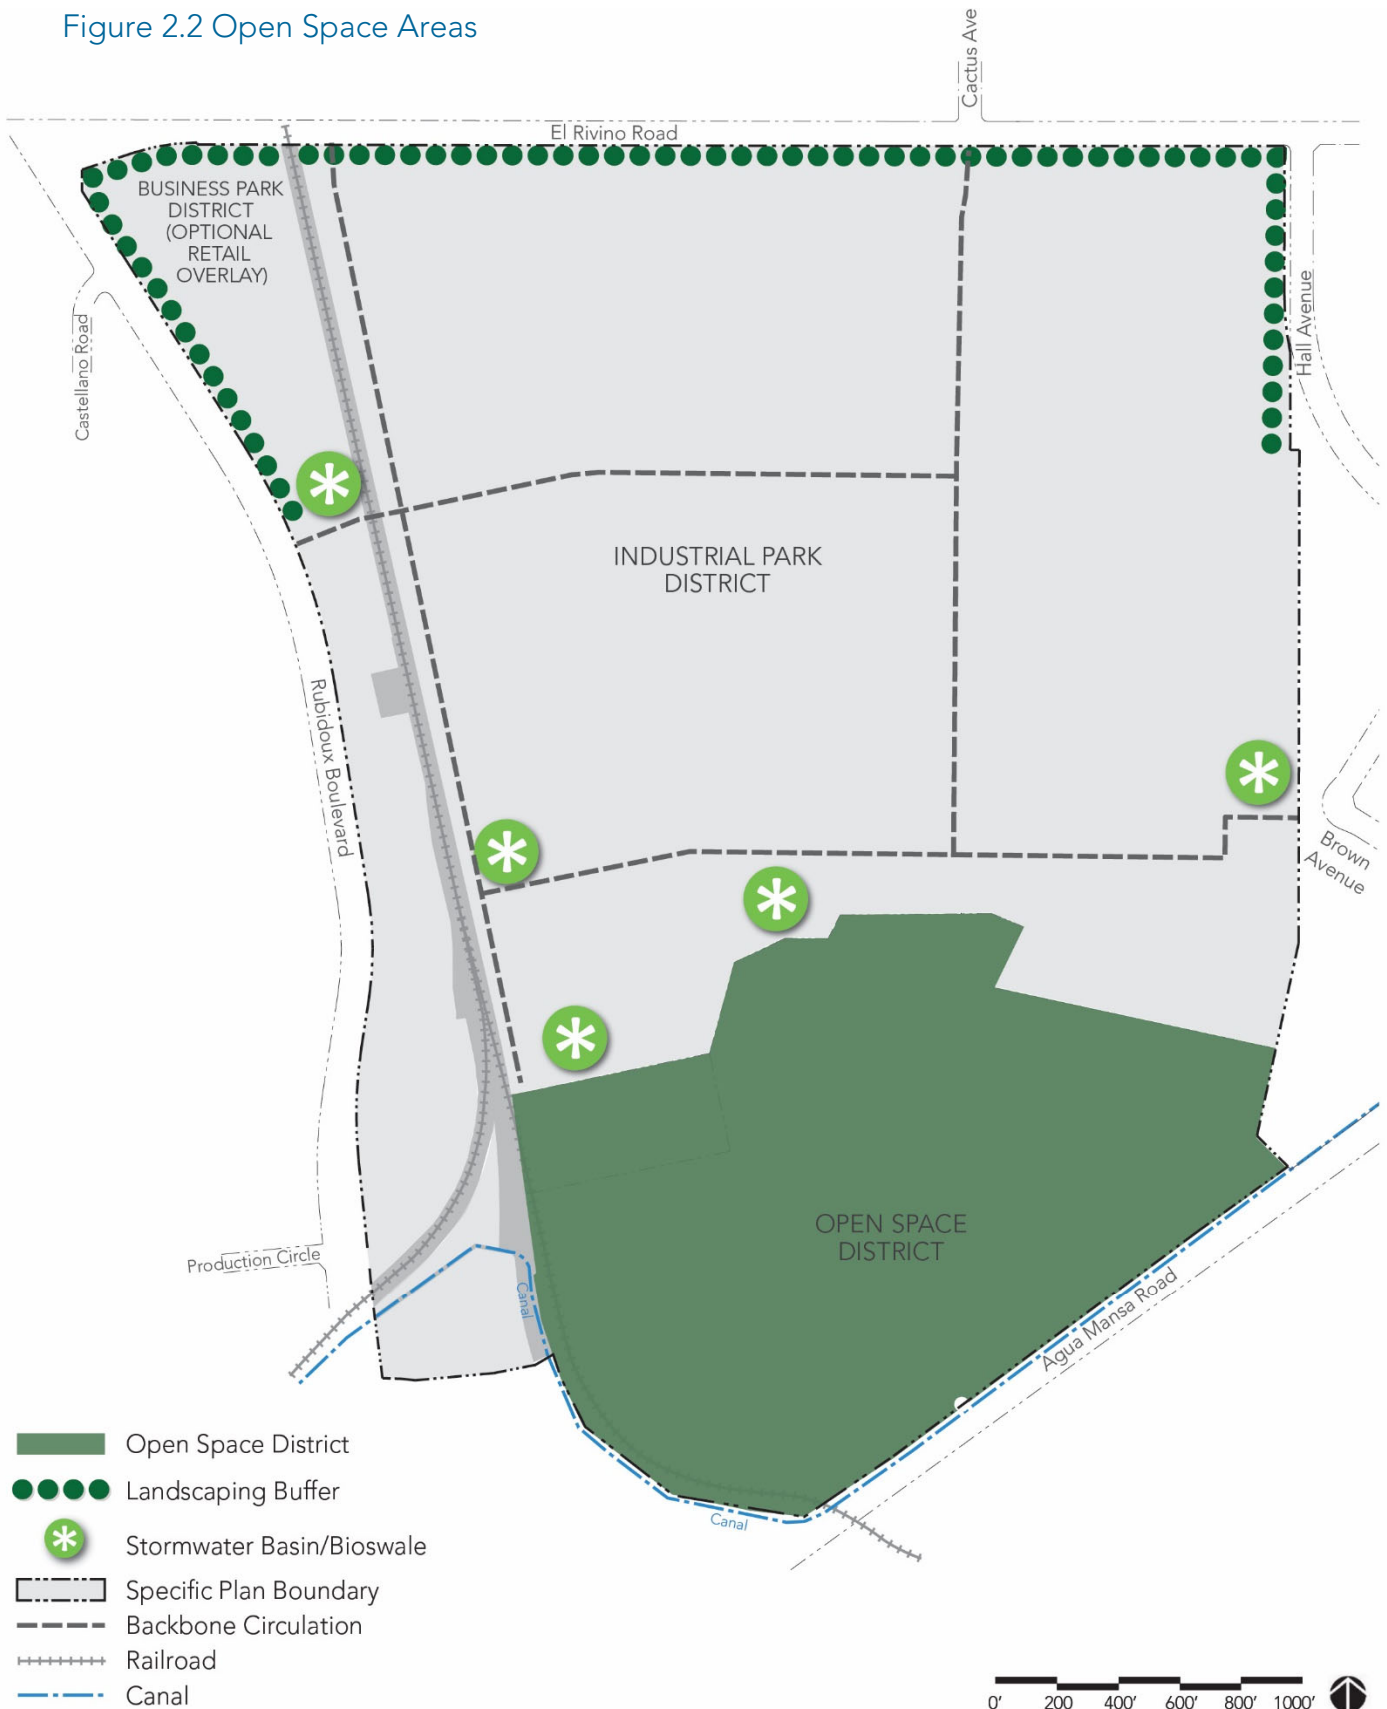 Figure 2.2 Open Space Areas
Cactus Ave
El Rivino Road
BUSINESS PARK
DISTRICT
(OPTIONAL
RETAIL
OVERLAY)
Castellano Road
Hall Avenue
INDUSTRIAL PARK
DISTRICT
Rubidoux Boulevard
Brown
Avenue
OPEN SPACE
DISTRICT
Production Circle
Canal
Agua Mansa Road
Canal
Open Space District
Landscaping Buffer
Stormwater Basin/Bioswale
Specific Plan Boundary
Backbone Circulation
Railroad
Canal
0' 200 400' 600' 800' 1000'